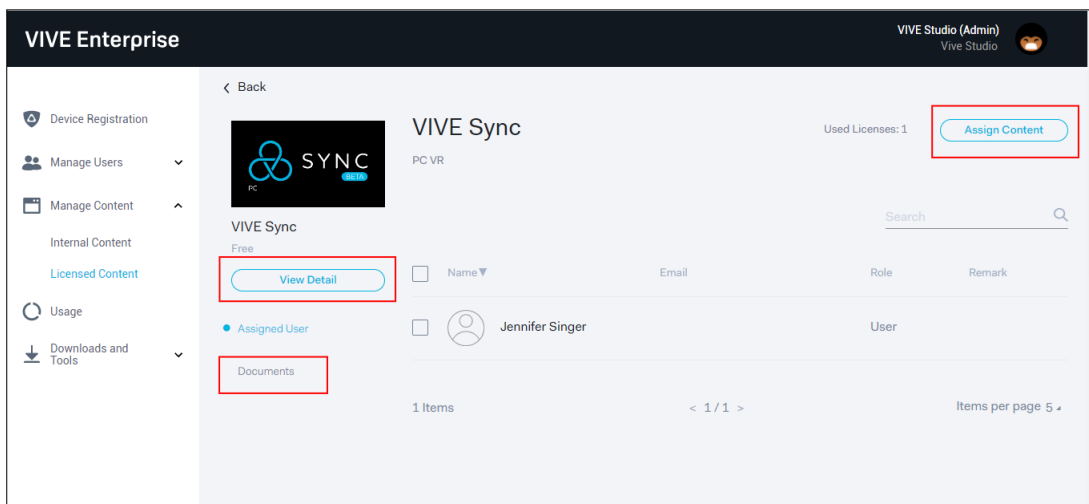 VIVE Enterprise
VIVE Studio (Admin)
Vive Studio
Device Registration
Manage Users
Manage Content
Internal Content
Licensed Content
Usage
Downloads and
Tools
< Back
SYNC
BETA
PC
VIVE Sync
Free
View Detail
Assigned User
Documents
VIVE Sync
PC VR
Used Licenses: 1
Assign Content
Search
Name▼ Email Role Remark
Jennifer Singer User
1 Items < 1 / 1 > Items per page 5